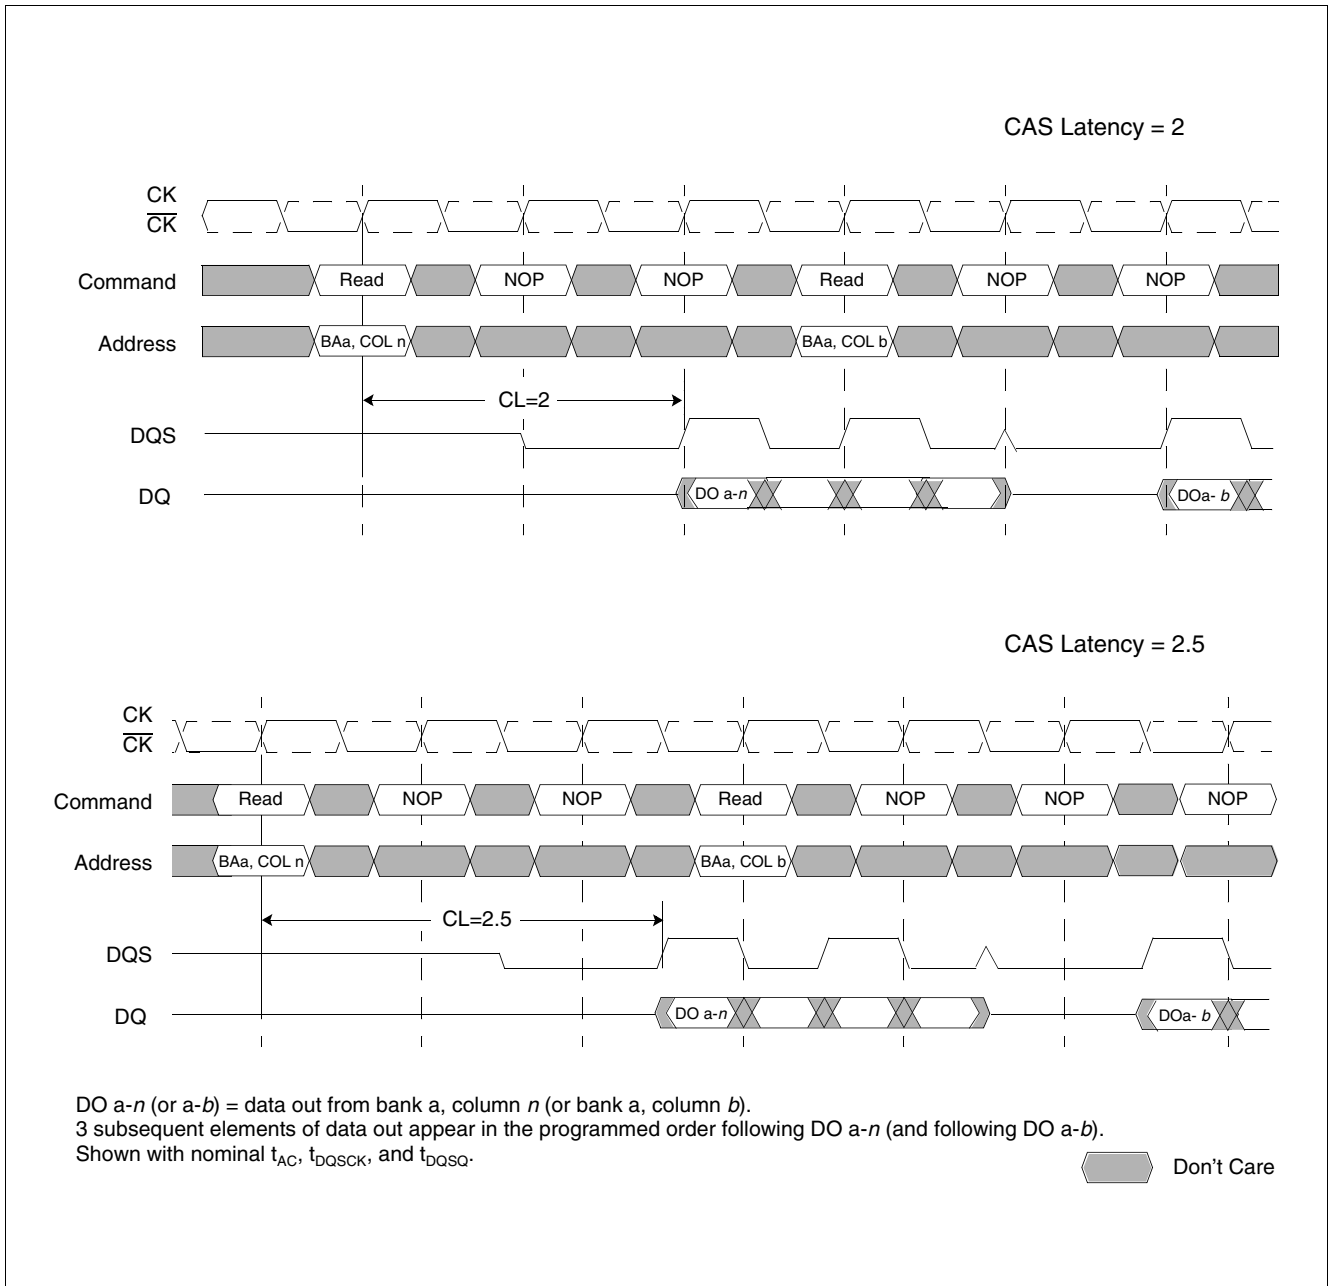 CAS Latency = 2
CK
CK
Command
Read
NOP
NOP
Read
NOP
NOP
Address
BAa, COL n
BAa, COL b
CL=2
DQS
DQ
DO a-n
DOa- b
CAS Latency = 2.5
CK
CK
Command
Read
NOP
NOP
Read
NOP
NOP
NOP
Address
BAa, COL n
BAa, COL b
CL=2.5
DQS
DQ
DO a-n
DOa- b
DO a-n (or a-b) = data out from bank a, column n (or bank a, column b).
3 subsequent elements of data out appear in the programmed order following DO a-n (and following DO a-b).
Shown with nominal tAC, tDQSCK, and tDQSQ.
Don't Care